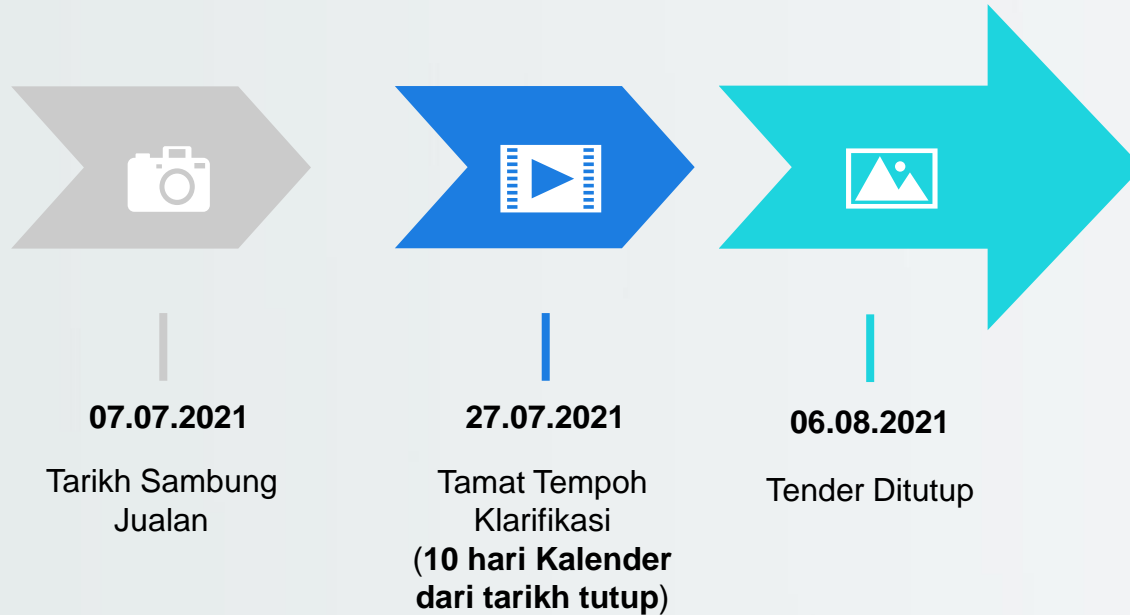 07.07.2021
Tarikh Sambung
Jualan
27.07.2021
Tamat Tempoh
Klarifikasi
(10 hari Kalender
dari tarikh tutup)
06.08.2021
Tender Ditutup